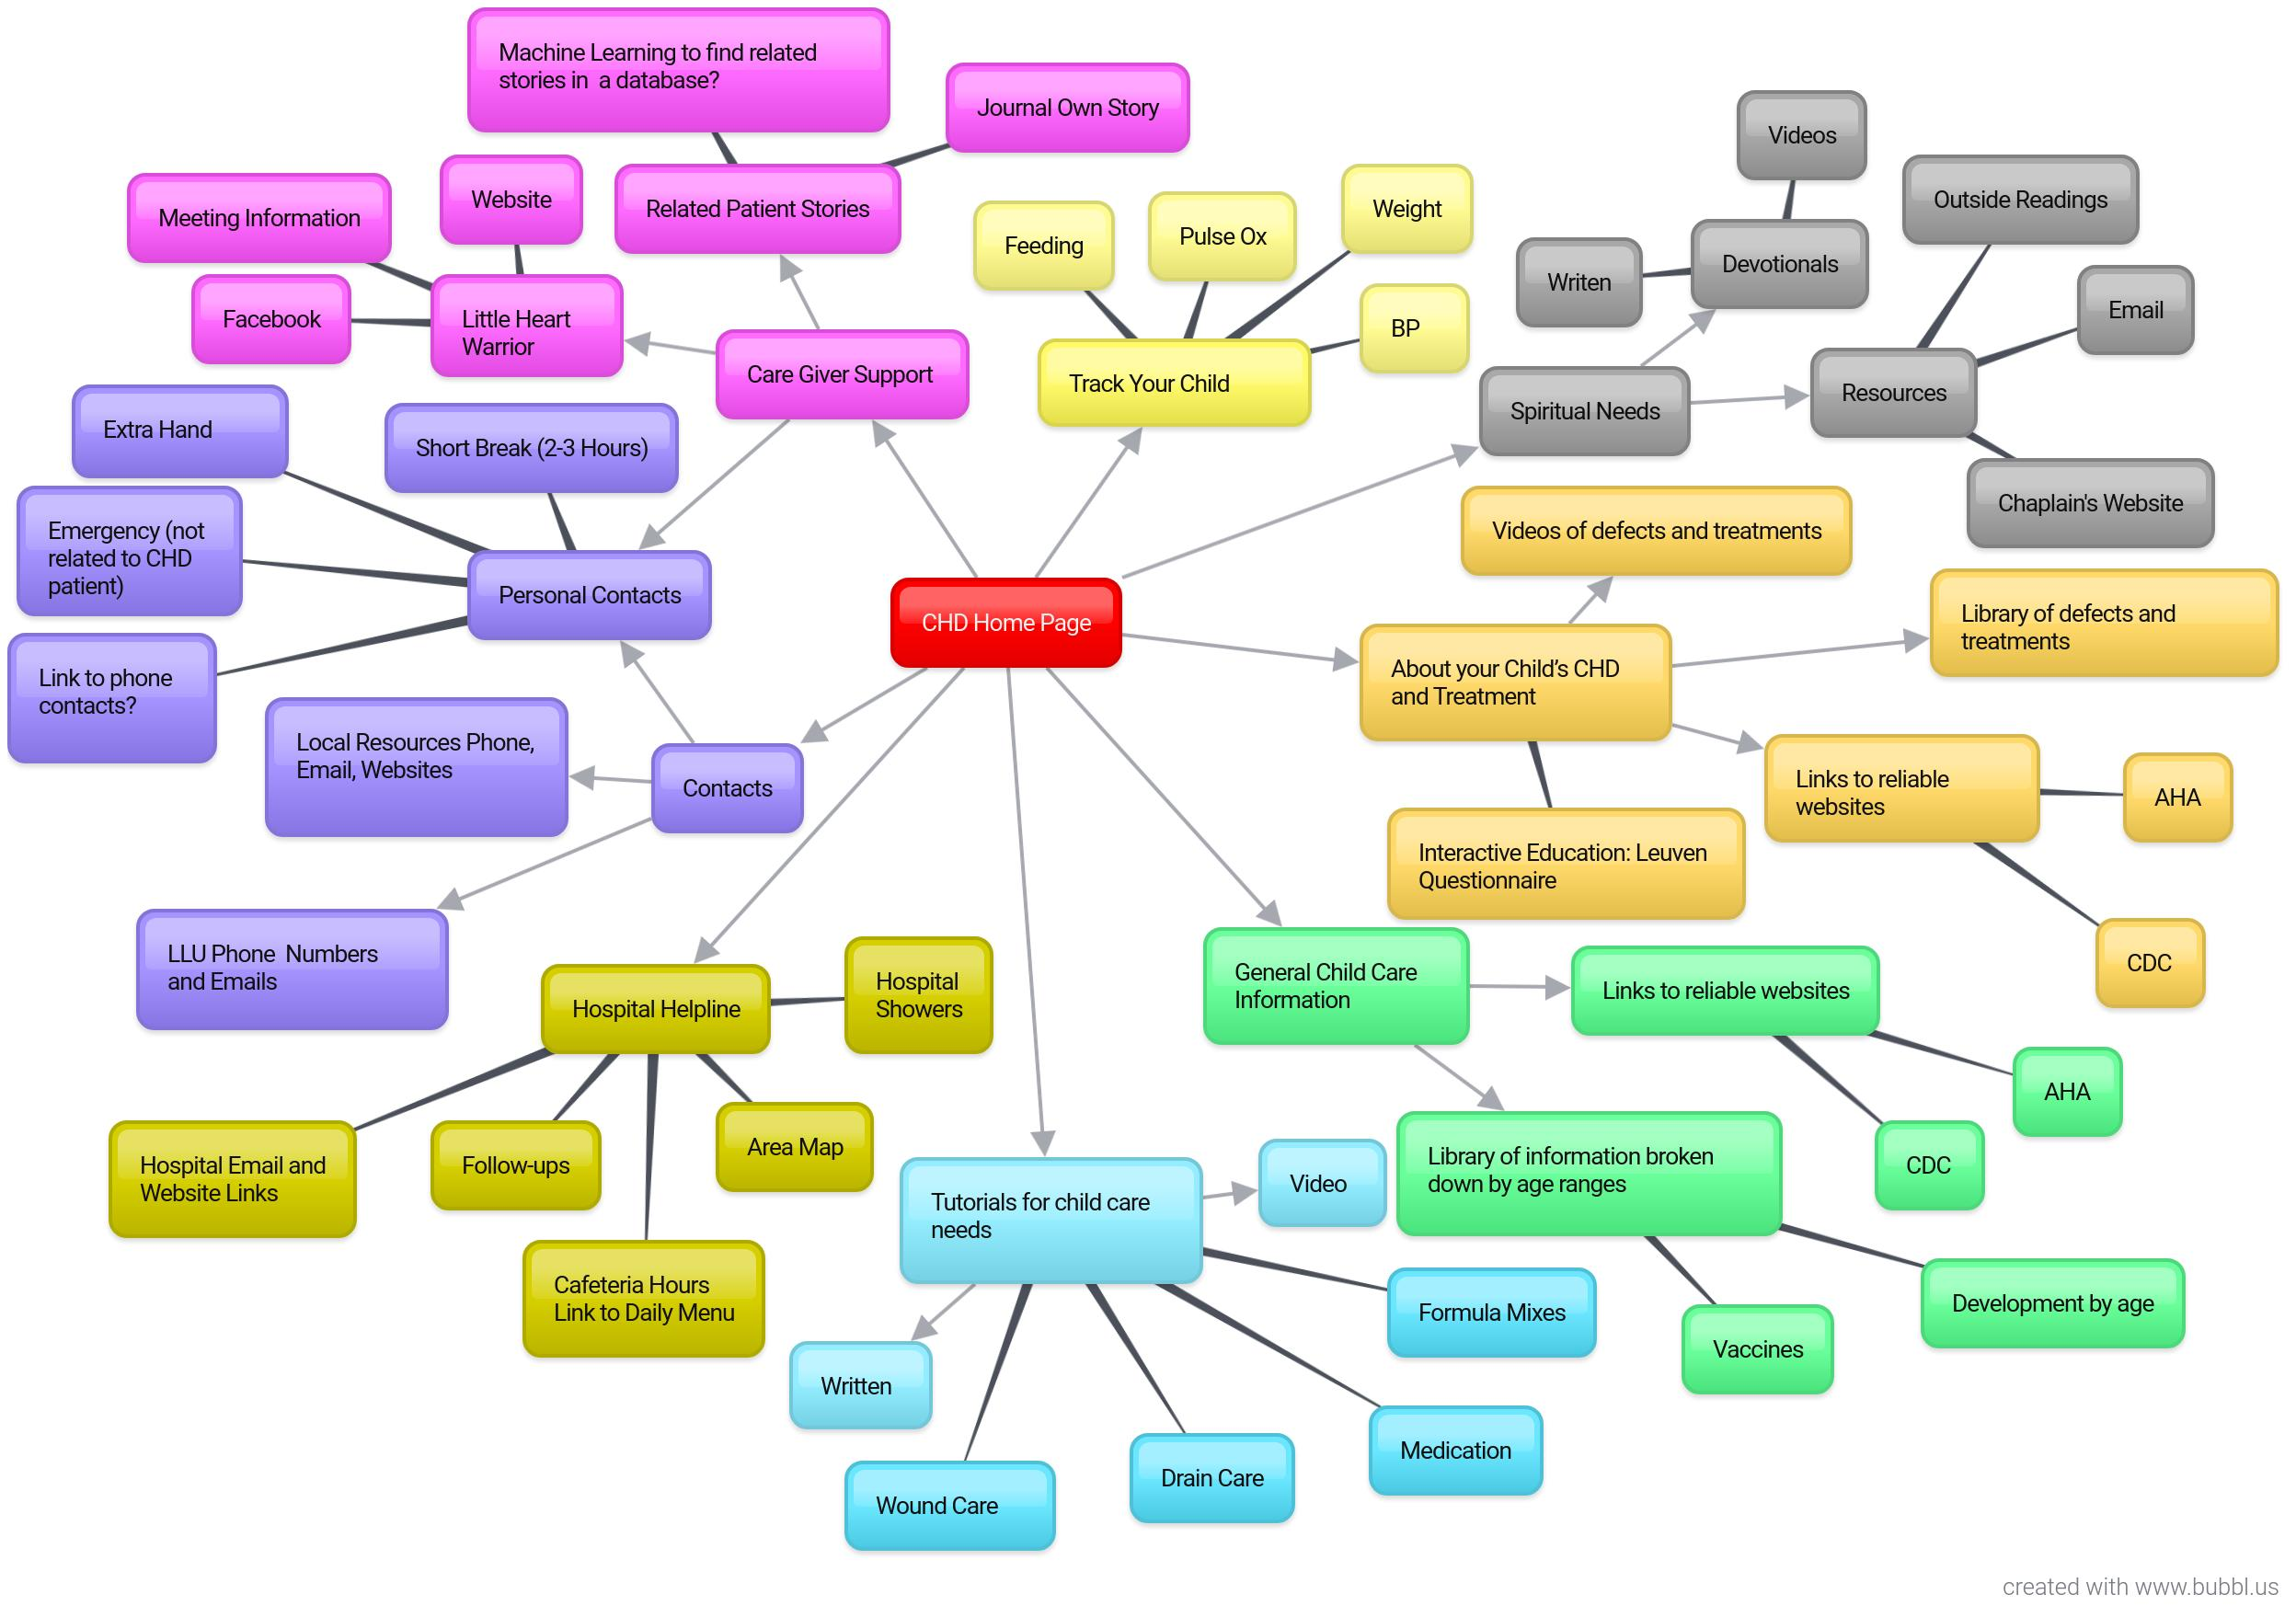 Machine Learning to find related
stories in  a database?
Journal Own Story
Videos
Meeting Information
Website
Related Patient Stories
Feeding
Pulse Ox
Weight
Outside Readings
Writen
Devotionals
Email
Facebook
Little Heart
Warrior
BP
Care Giver Support
Track Your Child
Spiritual Needs
Resources
Extra Hand
Short Break (2-3 Hours)
Chaplain's Website
Emergency (not
related to CHD
patient)
Videos of defects and treatments
Personal Contacts
CHD Home Page
Library of defects and
treatments
Link to phone
contacts?
About your Child’s CHD
and Treatment
Local Resources Phone,
Email, Websites
Contacts
Links to reliable
websites
AHA
Interactive Education: Leuven
Questionnaire
LLU Phone  Numbers
and Emails
CDC
Hospital Helpline
Hospital
Showers
General Child Care
Information
Links to reliable websites
AHA
Hospital Email and
Website Links
Follow-ups
Area Map
CDC
Tutorials for child care
needs
Video
Library of information broken
down by age ranges
Cafeteria Hours
Link to Daily Menu
Formula Mixes
Development by age
Vaccines
Written
Medication
Drain Care
Wound Care
created with www.bubbl.us